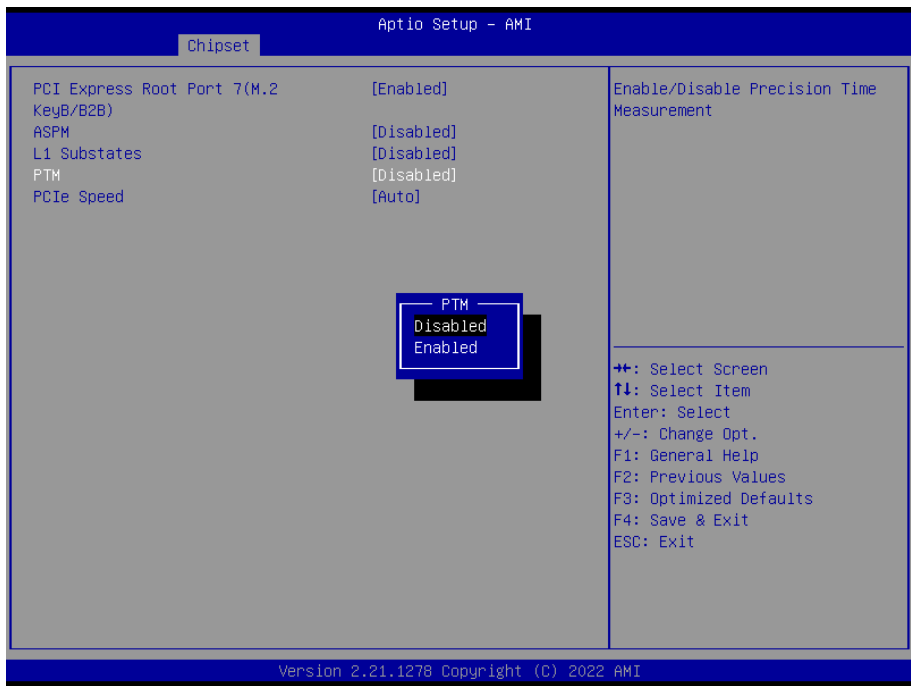 Aptio Setup – AMI
Chipset
PCI Express Root Port 7(M.2 [Enabled]
KeyB/B2B)
ASPM [Disabled]
L1 Substates [Disabled]
PTM [Disabled]
PCIe Speed [Auto]
Enable/Disable Precision Time
Measurement
PTM
Disabled
Enabled
→←: Select Screen
↑↓: Select Item
Enter: Select
+/-: Change Opt.
F1: General Help
F2: Previous Values
F3: Optimized Defaults
F4: Save & Exit
ESC: Exit
Version 2.21.1278 Copyright (C) 2022 AMI